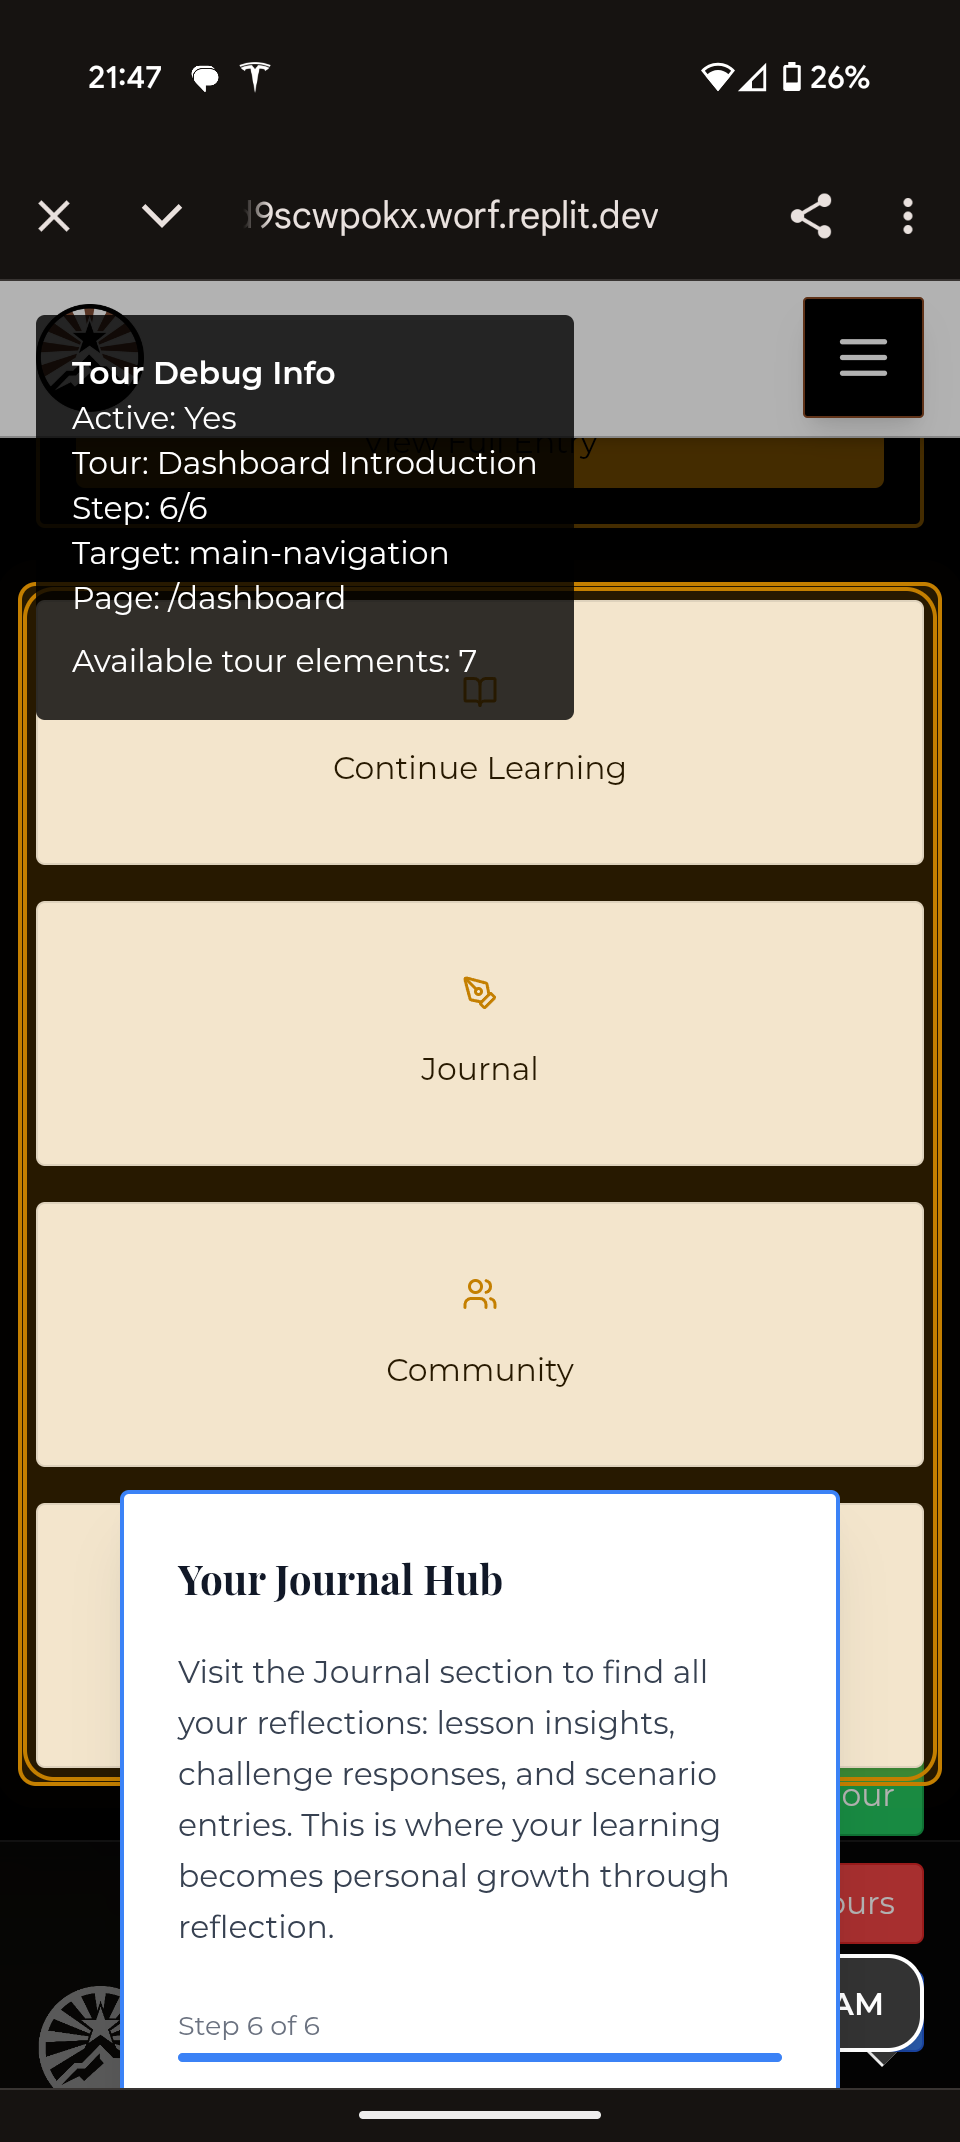 21:47
26%
9scwpokx.worf.replit.dev
Tour Debug Info
Active: Yes
Tour: Dashboard Introduction
Step: 6/6
Target: main-navigation
Page: /dashboard
Available tour elements: 7
View Full Entry
Continue Learning
Journal
Community
Your Journal Hub
Visit the Journal section to find all
your reflections: lesson insights,
challenge responses, and scenario
entries. This is where your learning
becomes personal growth through
reflection.
Step 6 of 6
our
ours
AM